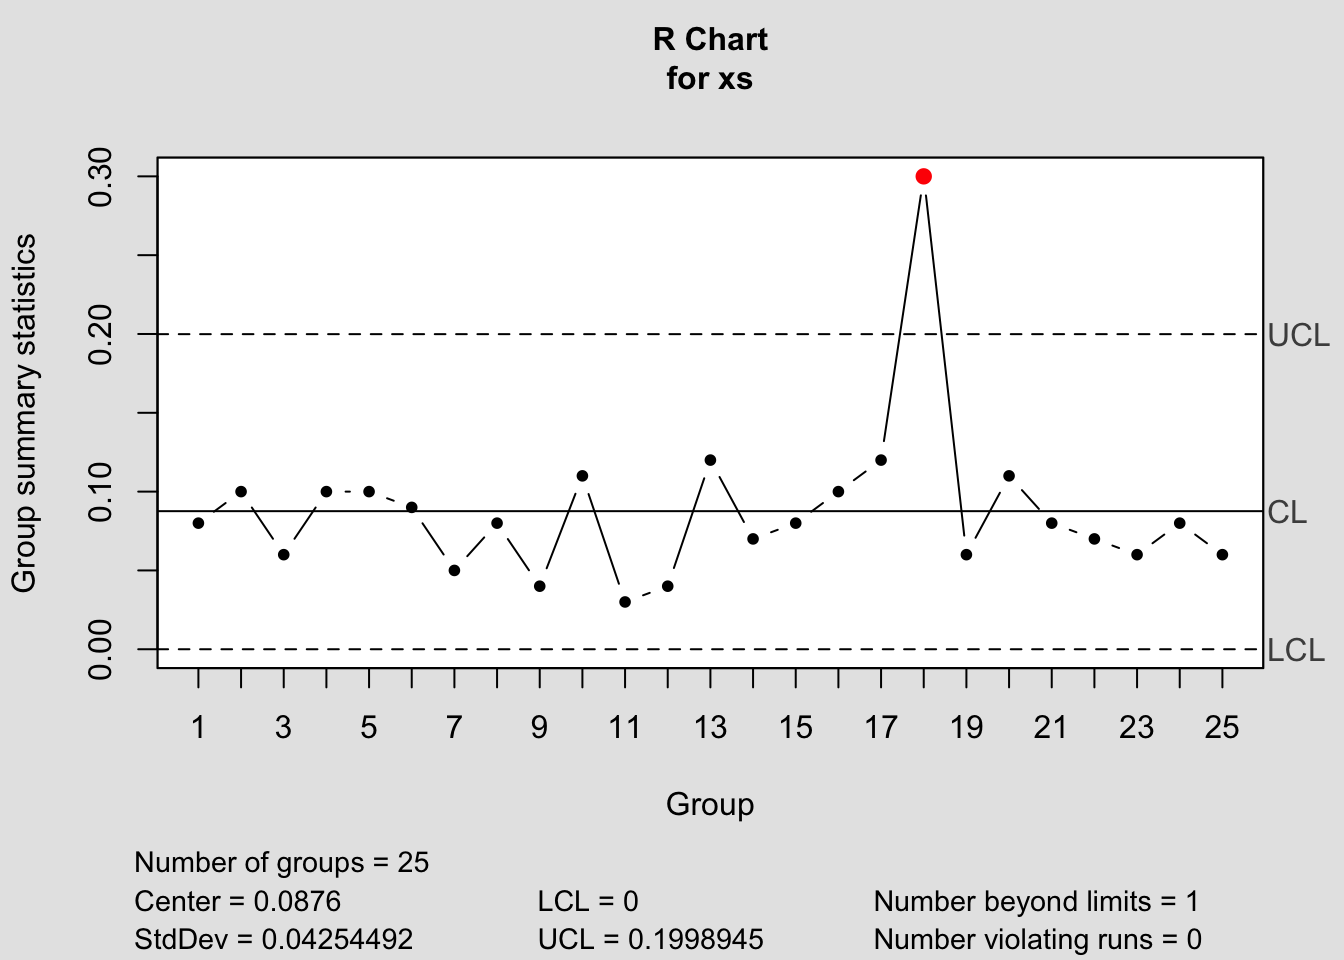 R Chart
for xs
Group summary statistics
0.30
0.20
0.10
0.00
UCL
CL
LCL
1 3 5 7 9 11 13 15 17 19 21 23 25
Group
Number of groups = 25
Center = 0.0876 LCL = 0 Number beyond limits = 1
StdDev = 0.04254492 UCL = 0.1998945 Number violating runs = 0